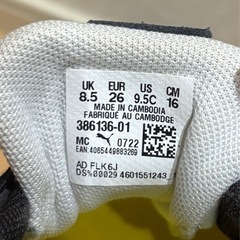 UK EUR US CM
8.5 26 9.5C 16
MADE IN CAMBODIA
FABRIQUE AU CAMBODGE
386136-01
MC 0722
EAN: 4065449883269
AD FLK6J
DS%00029 4601551243